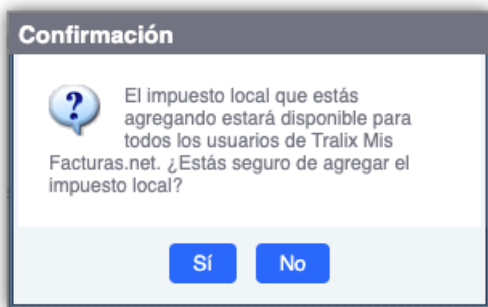 Confirmación
El impuesto local que estás
agregando estará disponible para
todos los usuarios de Tralix Mis
Facturas.net. ¿Estás seguro de agregar el
impuesto local?
Sí No